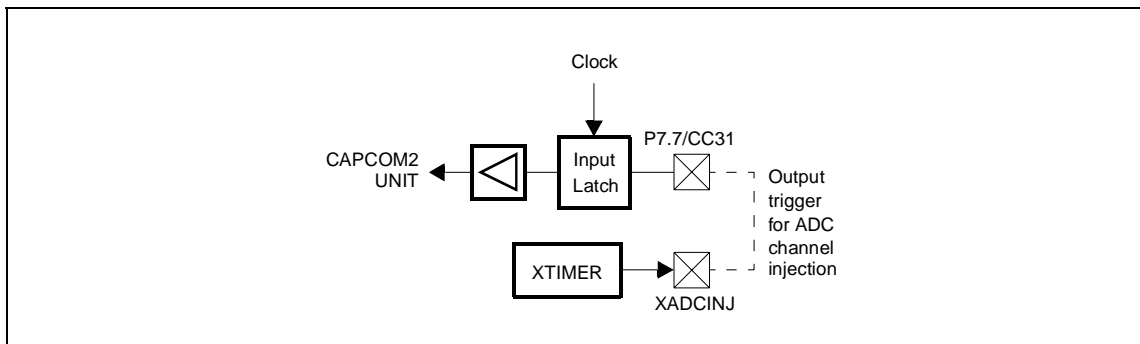 Clock
P7.7/CC31
CAPCOM2
UNIT
Input
Latch
Output
trigger
for ADC
channel
injection
XTIMER
XADCINJ